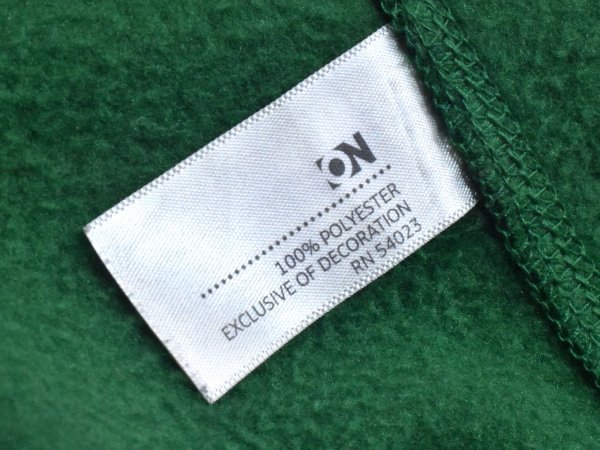 ON
100% POLYESTER
EXCLUSIVE OF DECORATION
RN 54023